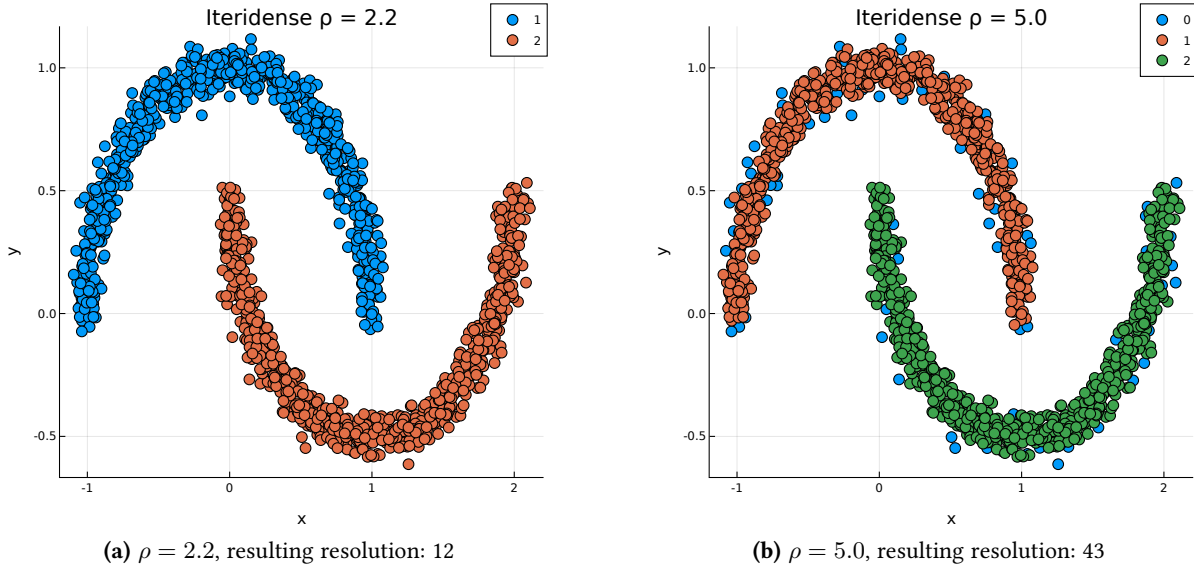 Iteridense ρ = 2.2
1
2
1.0
0.5
0.0
-0.5
y
-1
0
1
2
x
(a) ρ = 2.2, resulting resolution: 12
Iteridense ρ = 5.0
0
1
2
1.0
0.5
0.0
-0.5
y
-1
0
1
2
x
(b) ρ = 5.0, resulting resolution: 43